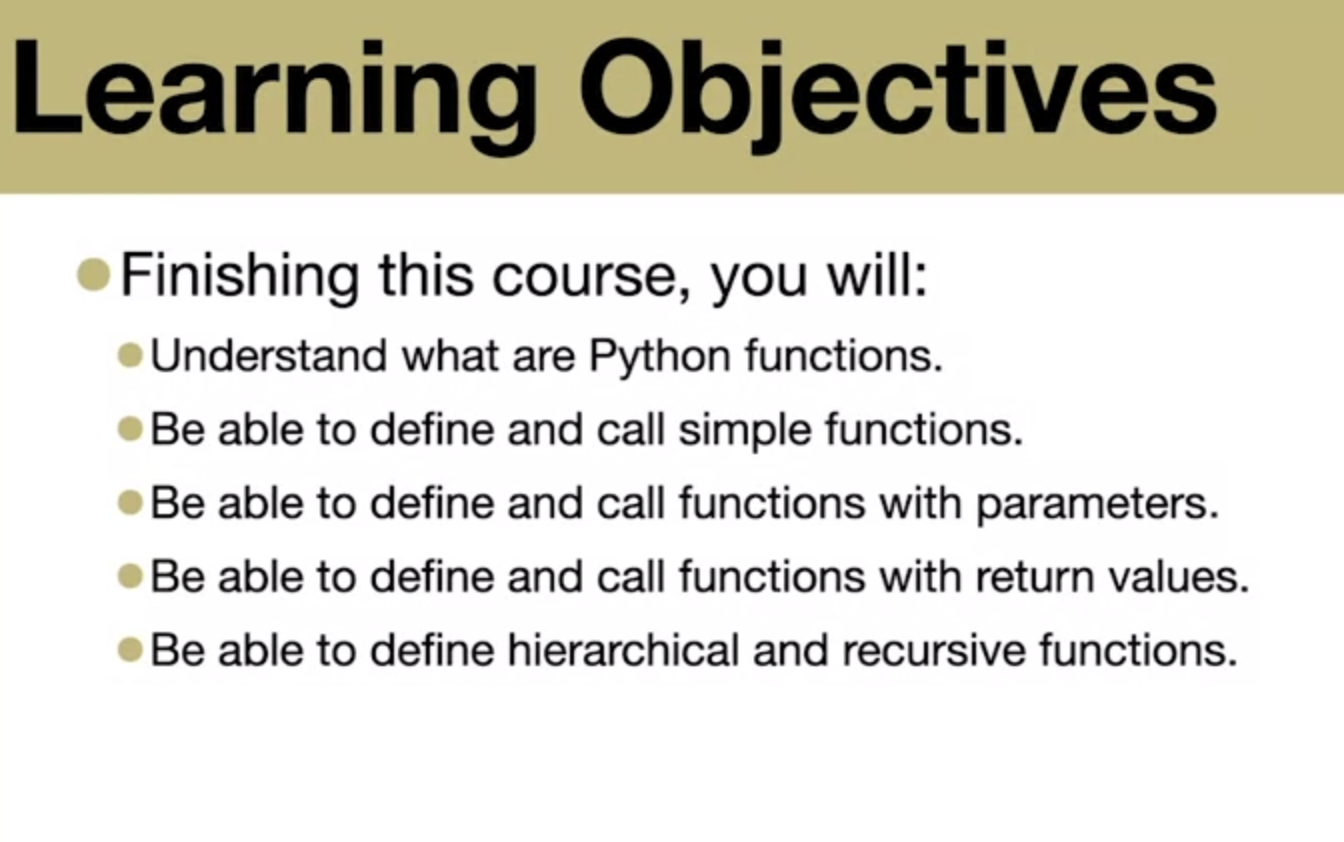 Learning Objectives
Finishing this course, you will:
Understand what are Python functions.
Be able to define and call simple functions.
Be able to define and call functions with parameters.
Be able to define and call functions with return values.
Be able to define hierarchical and recursive functions.